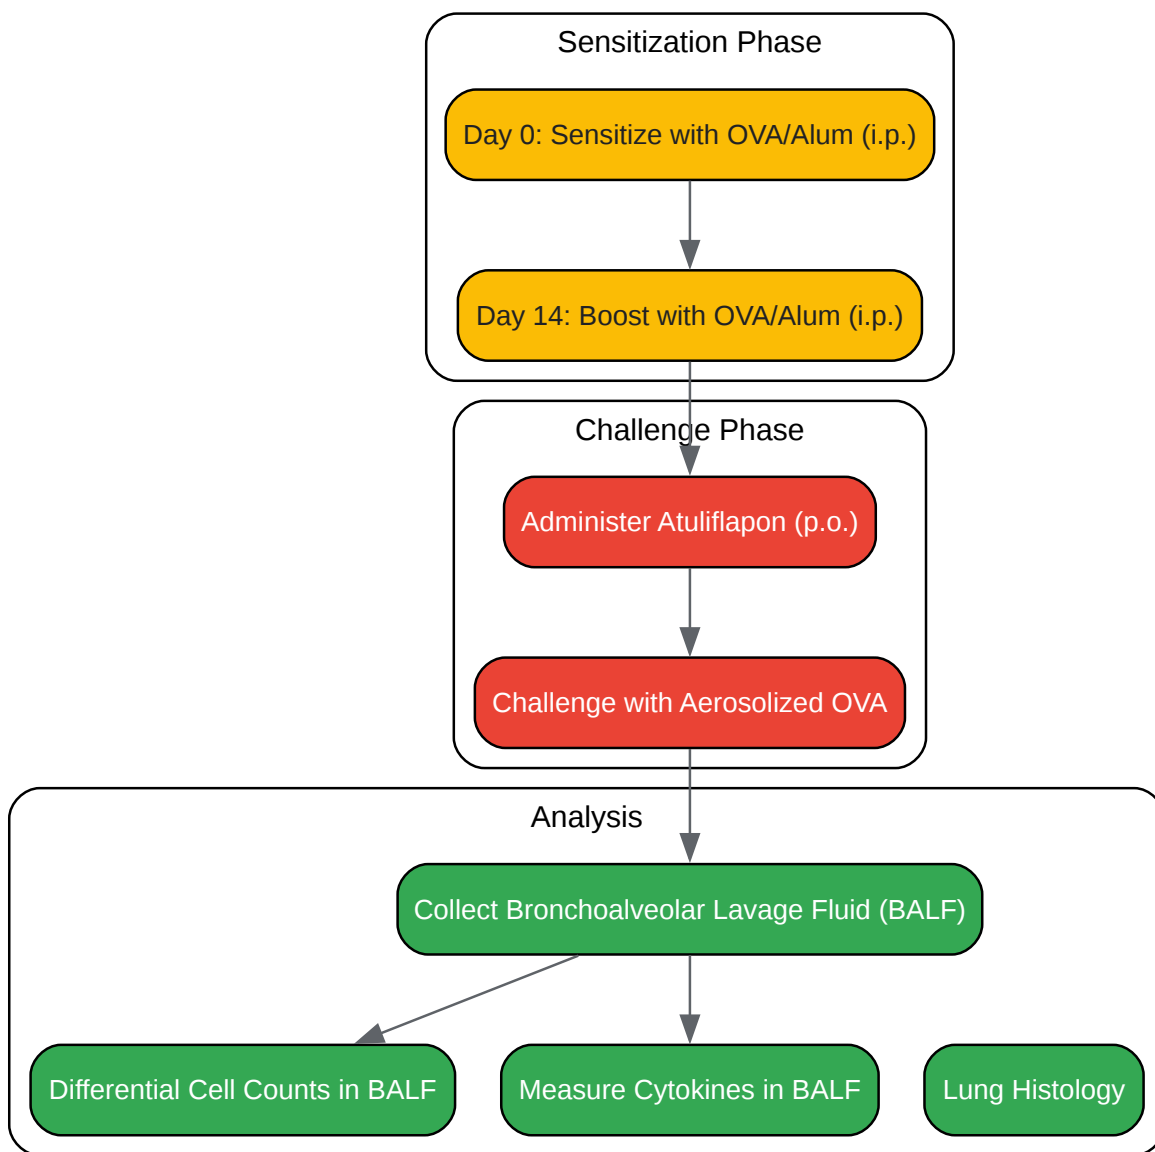 Sensitization Phase
Day 0: Sensitize with OVA/Alum (i.p.)
Day 14: Boost with OVA/Alum (i.p.)
Challenge Phase
Administer Atuliflapon (p.o.)
Challenge with Aerosolized OVA
Analysis
Collect Bronchoalveolar Lavage Fluid (BALF)
Differential Cell Counts in BALF
Measure Cytokines in BALF
Lung Histology